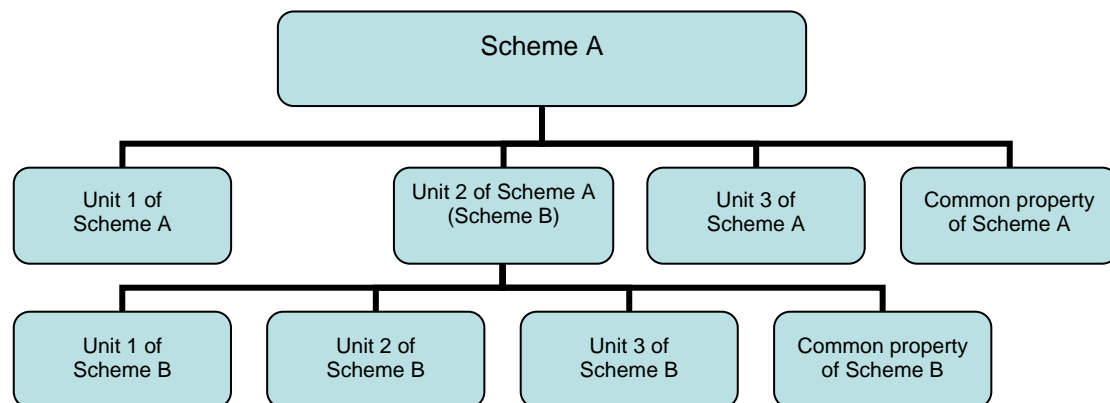 Scheme A
Unit 1 of
Scheme A
Unit 2 of Scheme A
(Scheme B)
Unit 3 of
Scheme A
Common property
of Scheme A
Unit 1 of
Scheme B
Unit 2 of
Scheme B
Unit 3 of
Scheme B
Common property
of Scheme B